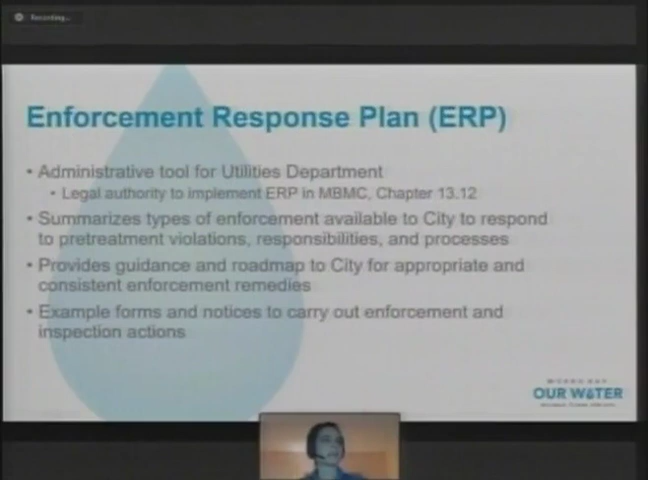 Recording...
Enforcement Response Plan (ERP)
• Administrative tool for Utilities Department
• Legal authority to implement ERP in MBMC, Chapter 13.12
• Summarizes types of enforcement available to City to respond
to pretreatment violations, responsibilities, and processes
• Provides guidance and roadmap to City for appropriate and
consistent enforcement remedies
• Example forms and notices to carry out enforcement and
inspection actions
MORRO BAY
OUR WATER